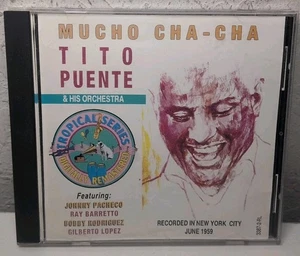 MUCHO CHA-CHA
TITO
PUENTE
& HIS ORCHESTRA
TROPICAL SERIES
Featuring:
JOHNNY PACHECO
RAY BARRETTO
BOBBY RODRIGUEZ
GILBERTO LOPEZ
RECORDED IN NEW YORK CITY
JUNE 1959